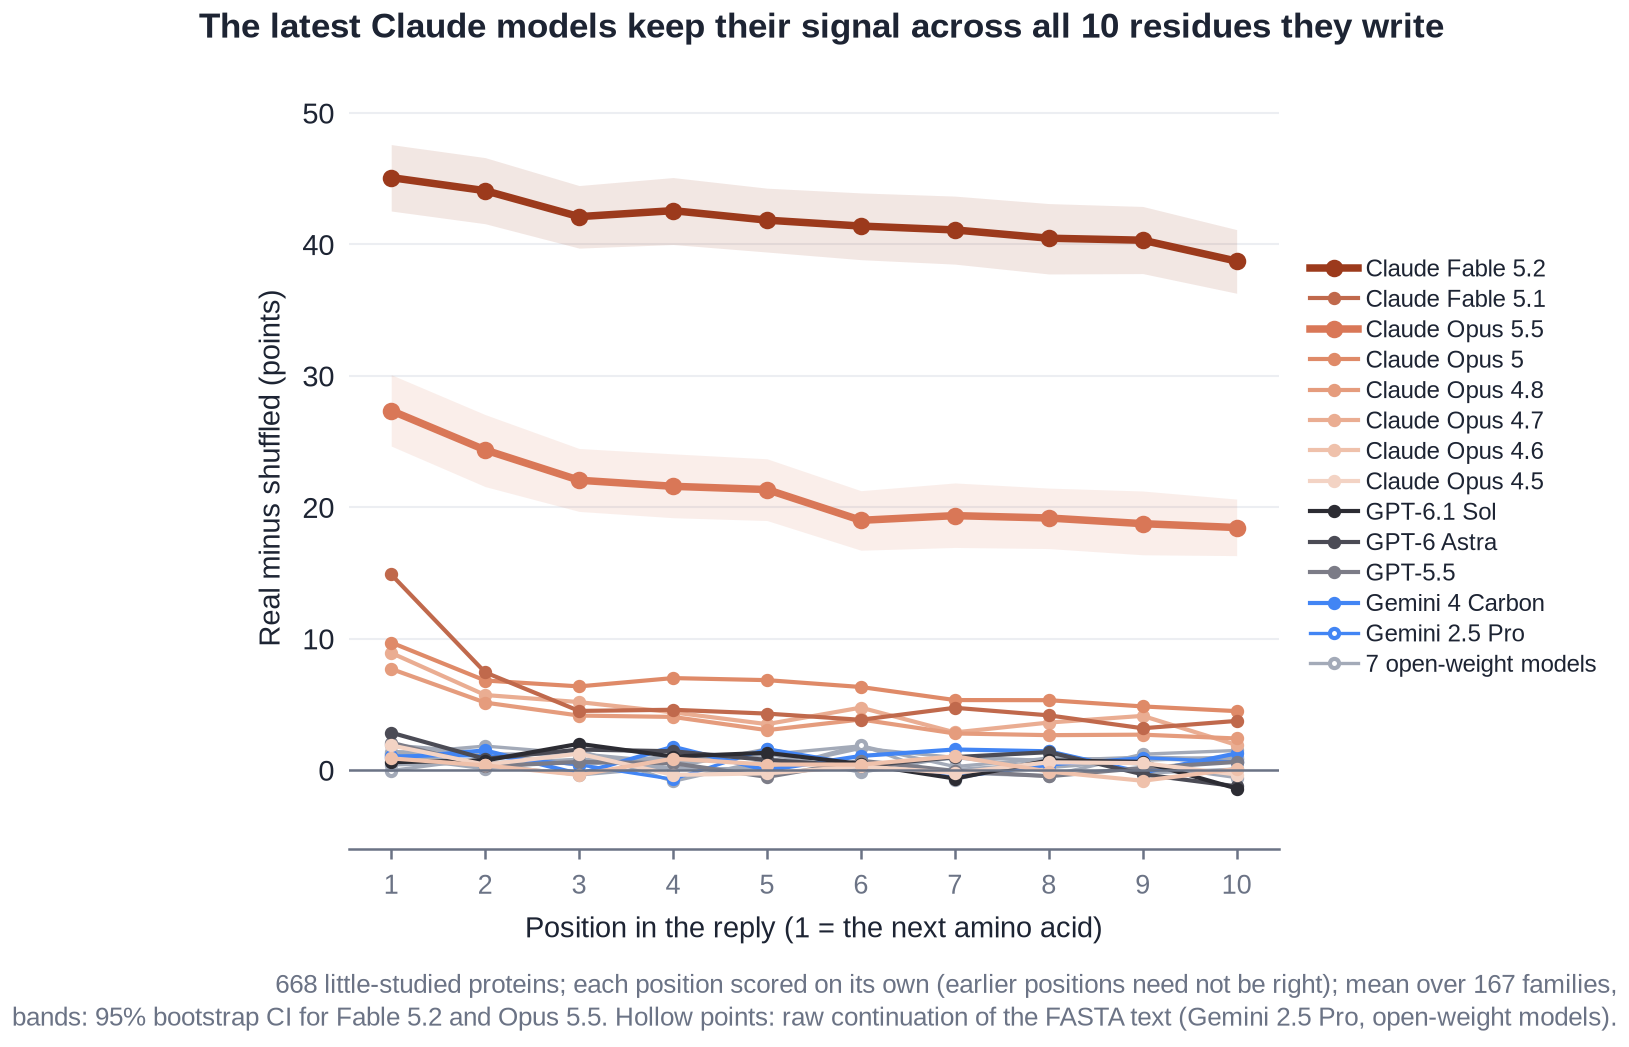 The latest Claude models keep their signal across all 10 residues they write
50
40
30
20
10
0
Real minus shuffled (points)
1 2 3 4 5 6 7 8 9 10
Position in the reply (1 = the next amino acid)
Claude Fable 5.2
Claude Fable 5.1
Claude Opus 5.5
Claude Opus 5
Claude Opus 4.8
Claude Opus 4.7
Claude Opus 4.6
Claude Opus 4.5
GPT-6.1 Sol
GPT-6 Astra
GPT-5.5
Gemini 4 Carbon
Gemini 2.5 Pro
7 open-weight models
668 little-studied proteins; each position scored on its own (earlier positions need not be right); mean over 167 families,
bands: 95% bootstrap CI for Fable 5.2 and Opus 5.5. Hollow points: raw continuation of the FASTA text (Gemini 2.5 Pro, open-weight models).